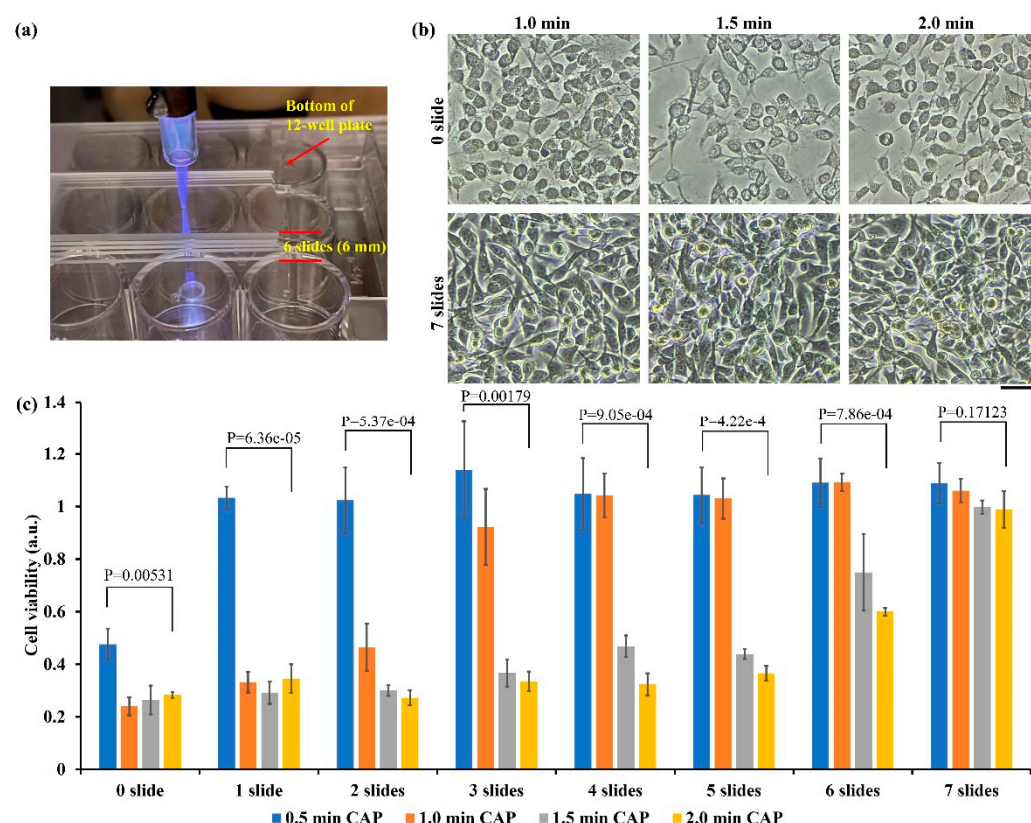 (a)
Bottom of
12-well plate
6 slides (6 mm)
(b)
1.0 min
1.5 min
2.0 min
0 slide
7 slides
(c)
Cell viability (a.u.)
1.4
1.2
1
0.8
0.6
0.4
0.2
0
P=0.00531
P=6.36e-05
P=5.37e-04
P=0.00179
P=9.05e-04
P=4.22e-4
P=7.86e-04
P=0.17123
0 slide
1 slide
2 slides
3 slides
4 slides
5 slides
6 slides
7 slides
0.5 min CAP
1.0 min CAP
1.5 min CAP
2.0 min CAP